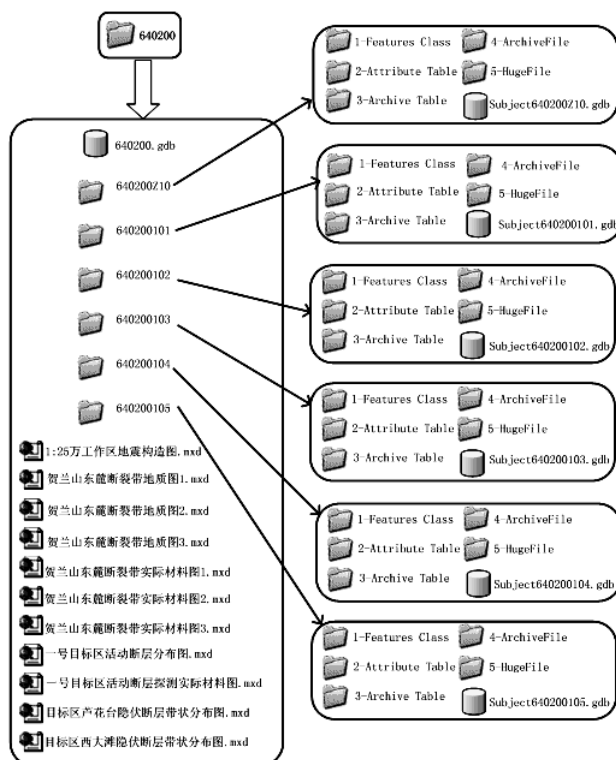 640200
640200.gdb
640200Z10
640200101
640200102
640200103
640200104
640200105
1:25万工作区地震构造图.mxd
贺兰山东麓断裂带地质图1.mxd
贺兰山东麓断裂带地质图2.mxd
贺兰山东麓断裂带地质图3.mxd
贺兰山东麓断裂带实际材料图1.mxd
贺兰山东麓断裂带实际材料图2.mxd
贺兰山东麓断裂带实际材料图3.mxd
一号目标区活动断层分布图.mxd
一号目标区活动断层探测实际材料图.mxd
目标区芦花台隐伏断层带状分布图.mxd
目标区西大滩隐伏断层带状分布图.mxd
1-Features Class 4-ArchiveFile
2-Attribute Table 5-HugeFile
3-Archive Table Subject640200Z10.gdb
1-Features Class 4-ArchiveFile
2-Attribute Table 5-HugeFile
3-Archive Table Subject640200101.gdb
1-Features Class 4-ArchiveFile
2-Attribute Table 5-HugeFile
3-Archive Table Subject640200102.gdb
1-Features Class 4-ArchiveFile
2-Attribute Table 5-HugeFile
3-Archive Table Subject640200103.gdb
1-Features Class 4-ArchiveFile
2-Attribute Table 5-HugeFile
3-Archive Table Subject640200104.gdb
1-Features Class 4-ArchiveFile
2-Attribute Table 5-HugeFile
3-Archive Table Subject640200105.gdb